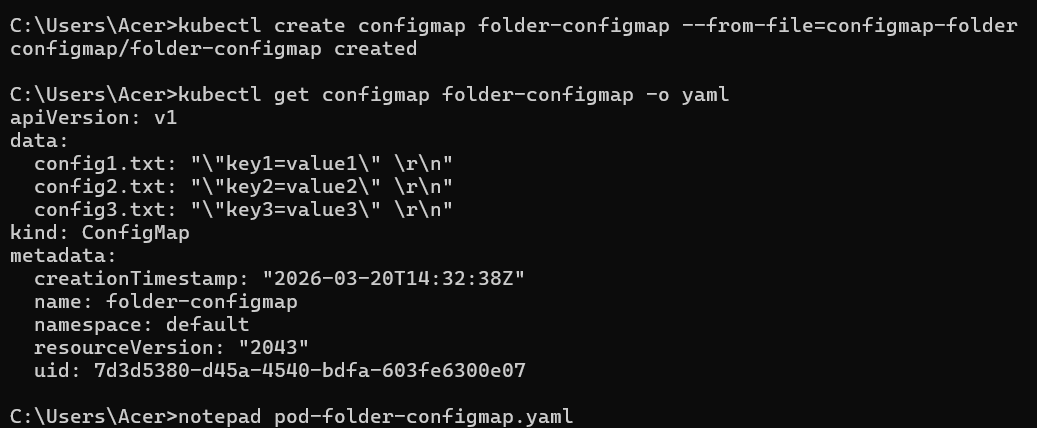 C:\Users\Acer>kubectl create configmap folder-configmap --from-file=configmap-folder
configmap/folder-configmap created
C:\Users\Acer>kubectl get configmap folder-configmap -o yaml
apiVersion: v1
data:
  config1.txt: "\"key1=value1\" \r\n"
  config2.txt: "\"key2=value2\" \r\n"
  config3.txt: "\"key3=value3\" \r\n"
kind: ConfigMap
metadata:
  creationTimestamp: "2026-03-20T14:32:38Z"
  name: folder-configmap
  namespace: default
  resourceVersion: "2043"
  uid: 7d3d5380-d45a-4540-bdfa-603fe6300e07
C:\Users\Acer>notepad pod-folder-configmap.yaml